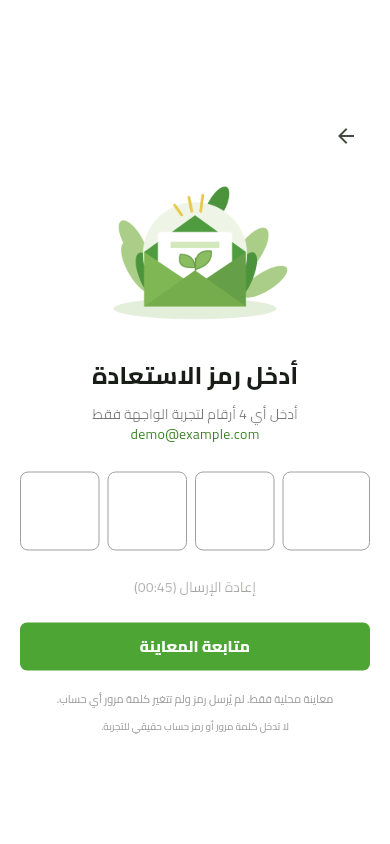 أدخل رمز الاستعادة
أدخل أي 4 أرقام لتجربة الواجهة فقط
demo@example.com
إعادة الإرسال (00:45)
متابعة المعاينة
معاينة محلية فقط. لم يُرسل رمز ولم تتغير كلمة مرور أي حساب.
لا تدخل كلمة مرور أو رمز حساب حقيقي للتجربة.